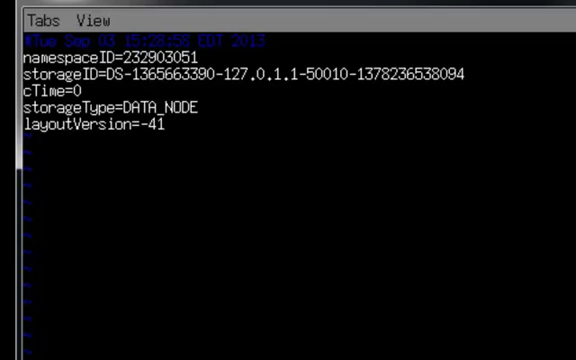 Tabs View
#Tue Sep 03 15:28:58 EDT 2013
namespaceID=232903051
storageID=DS-1365663390-127.0.1.1-50010-1378236538094
cTime=0
storageType=DATA_NODE
layoutVersion=-41
~
~
~
~
~
~
~
~
~
~
~
~
~
~